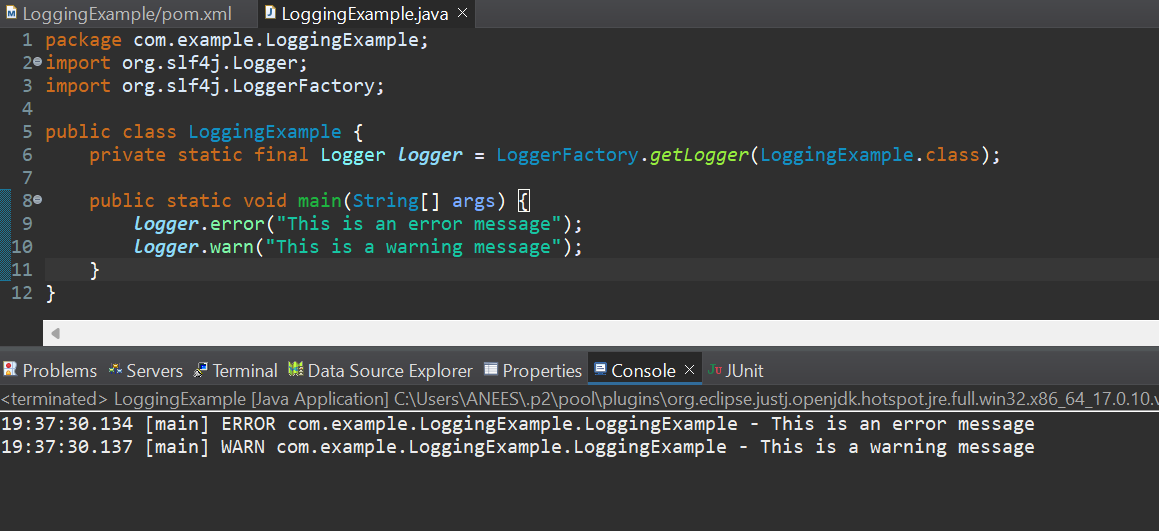 LoggingExample/pom.xml LoggingExample.java
1 package com.example.LoggingExample;
2 import org.slf4j.Logger;
3 import org.slf4j.LoggerFactory;
4
5 public class LoggingExample {
6     private static final Logger logger = LoggerFactory.getLogger(LoggingExample.class);
7
8     public static void main(String[] args) {
9         logger.error("This is an error message");
10         logger.warn("This is a warning message");
11     }
12 }
Problems Servers Terminal Data Source Explorer Properties Console Ju JUnit
<terminated> LoggingExample [Java Application] C:\Users\ANEES\.p2\pool\plugins\org.eclipse.justj.openjdk.hotspot.jre.full.win32.x86_64_17.0.10.v
19:37:30.134 [main] ERROR com.example.LoggingExample.LoggingExample - This is an error message
19:37:30.137 [main] WARN com.example.LoggingExample.LoggingExample - This is a warning message